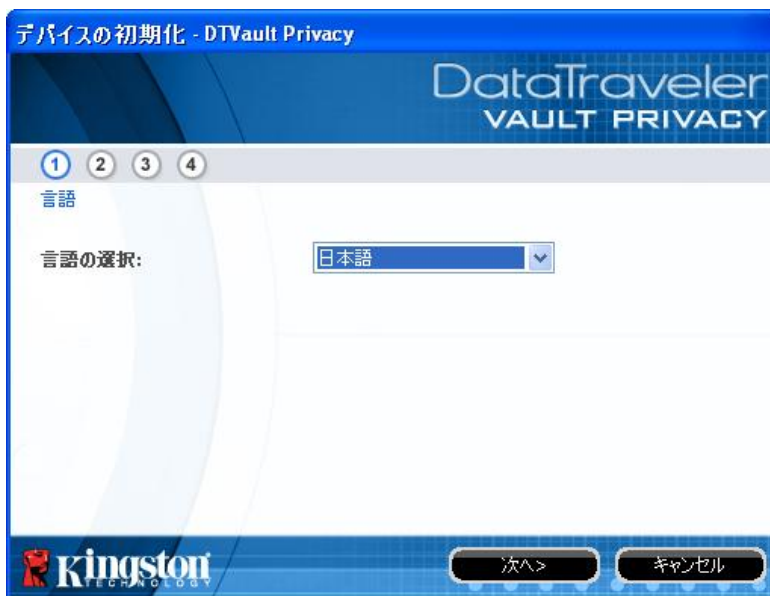 デバイスの初期化 - DTVault Privacy
DataTraveler
VAULT PRIVACY
1 2 3 4
言語
言語の選択:
日本語
Kingston
TECHNOLOGY
次へ>
キャンセル